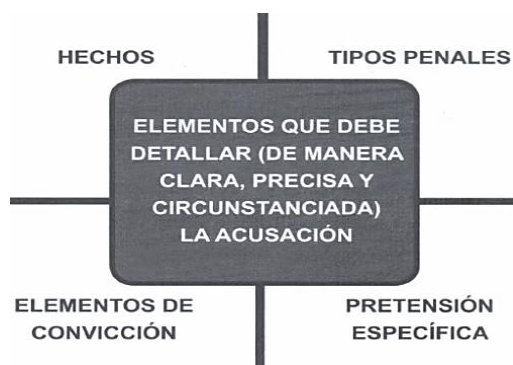 HECHOS
TIPOS PENALES
ELEMENTOS QUE DEBE
DETALLAR (DE MANERA
CLARA, PRECISA Y
CIRCUNSTANCIADA)
LA ACUSACIÓN
ELEMENTOS DE
CONVICCIÓN
PRETENSIÓN
ESPECÍFICA